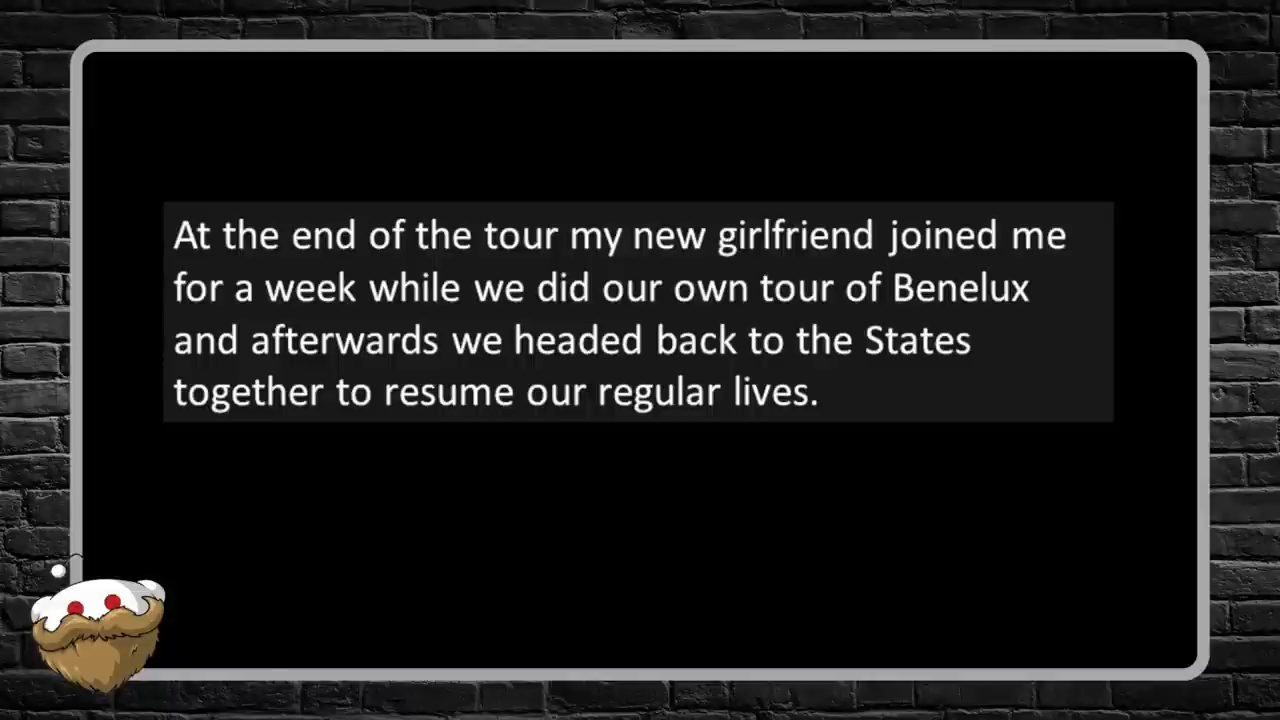 At the end of the tour my new girlfriend joined me
for a week while we did our own tour of Benelux
and afterwards we headed back to the States
together to resume our regular lives.